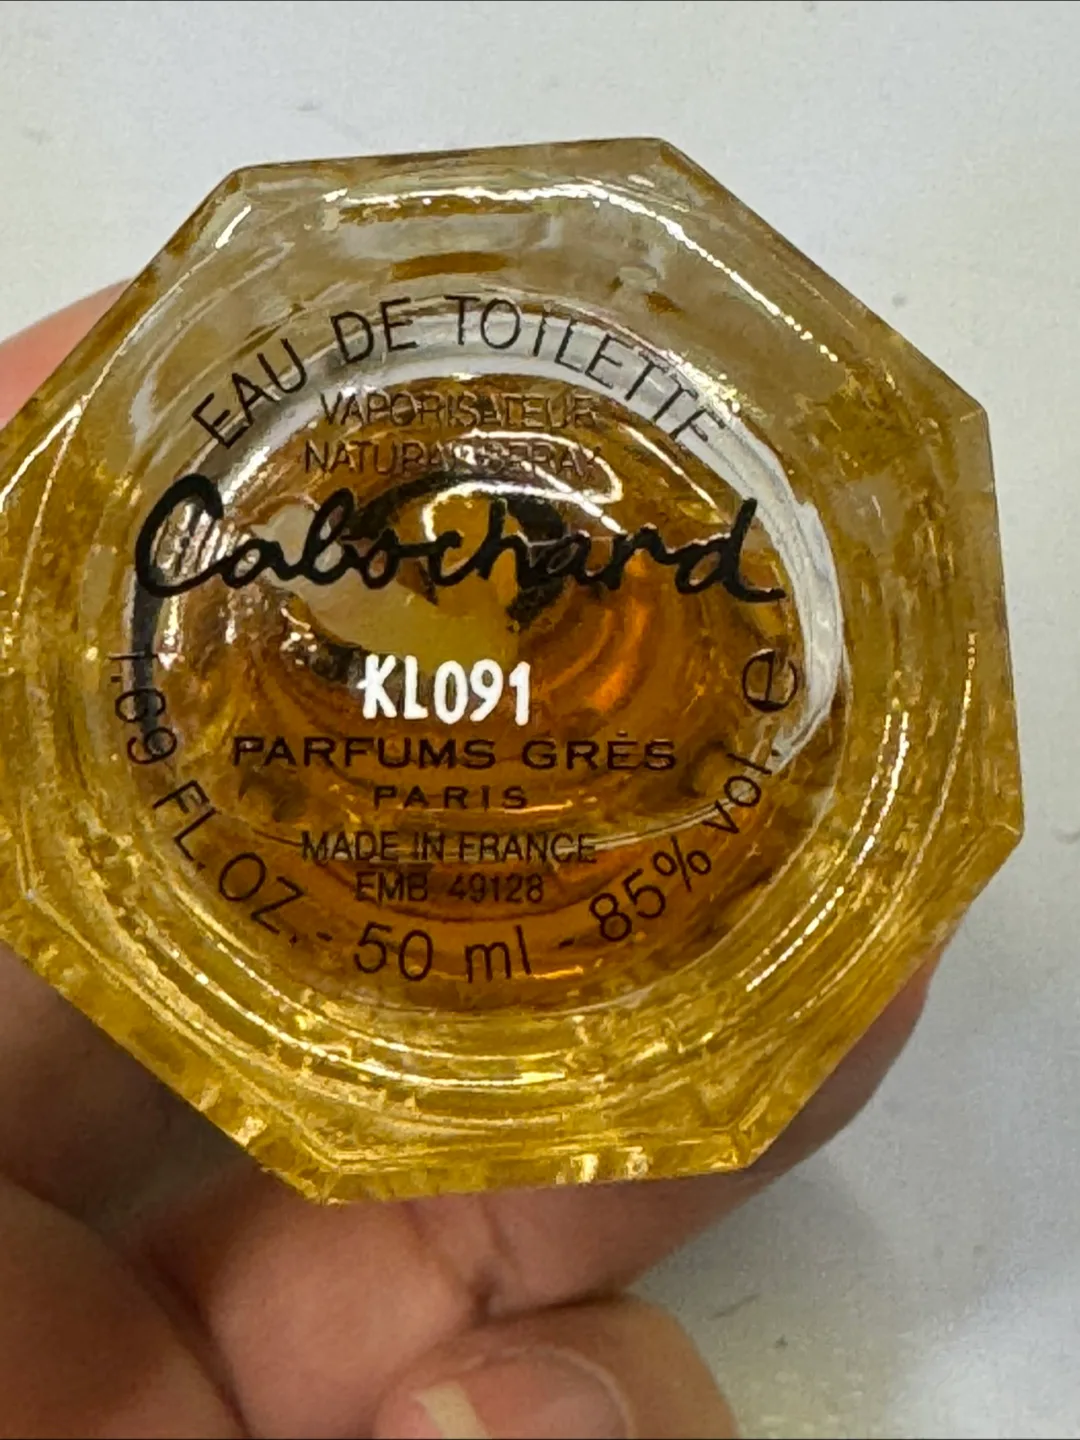 EAU DE TOILETTE
VAPORISATEUR
NATURAL SPRAY
Cabochard
KL091
PARFUMS GRÈS
PARIS
MADE IN FRANCE
EMB 49128
1.69 FL. OZ. - 50 ml - 85% vol. e